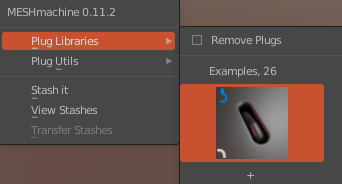 MESHmachine 0.11.2
Plug Libraries
Plug Utils
Stash it
View Stashes
Transfer Stashes
Remove Plugs
Examples, 26
+